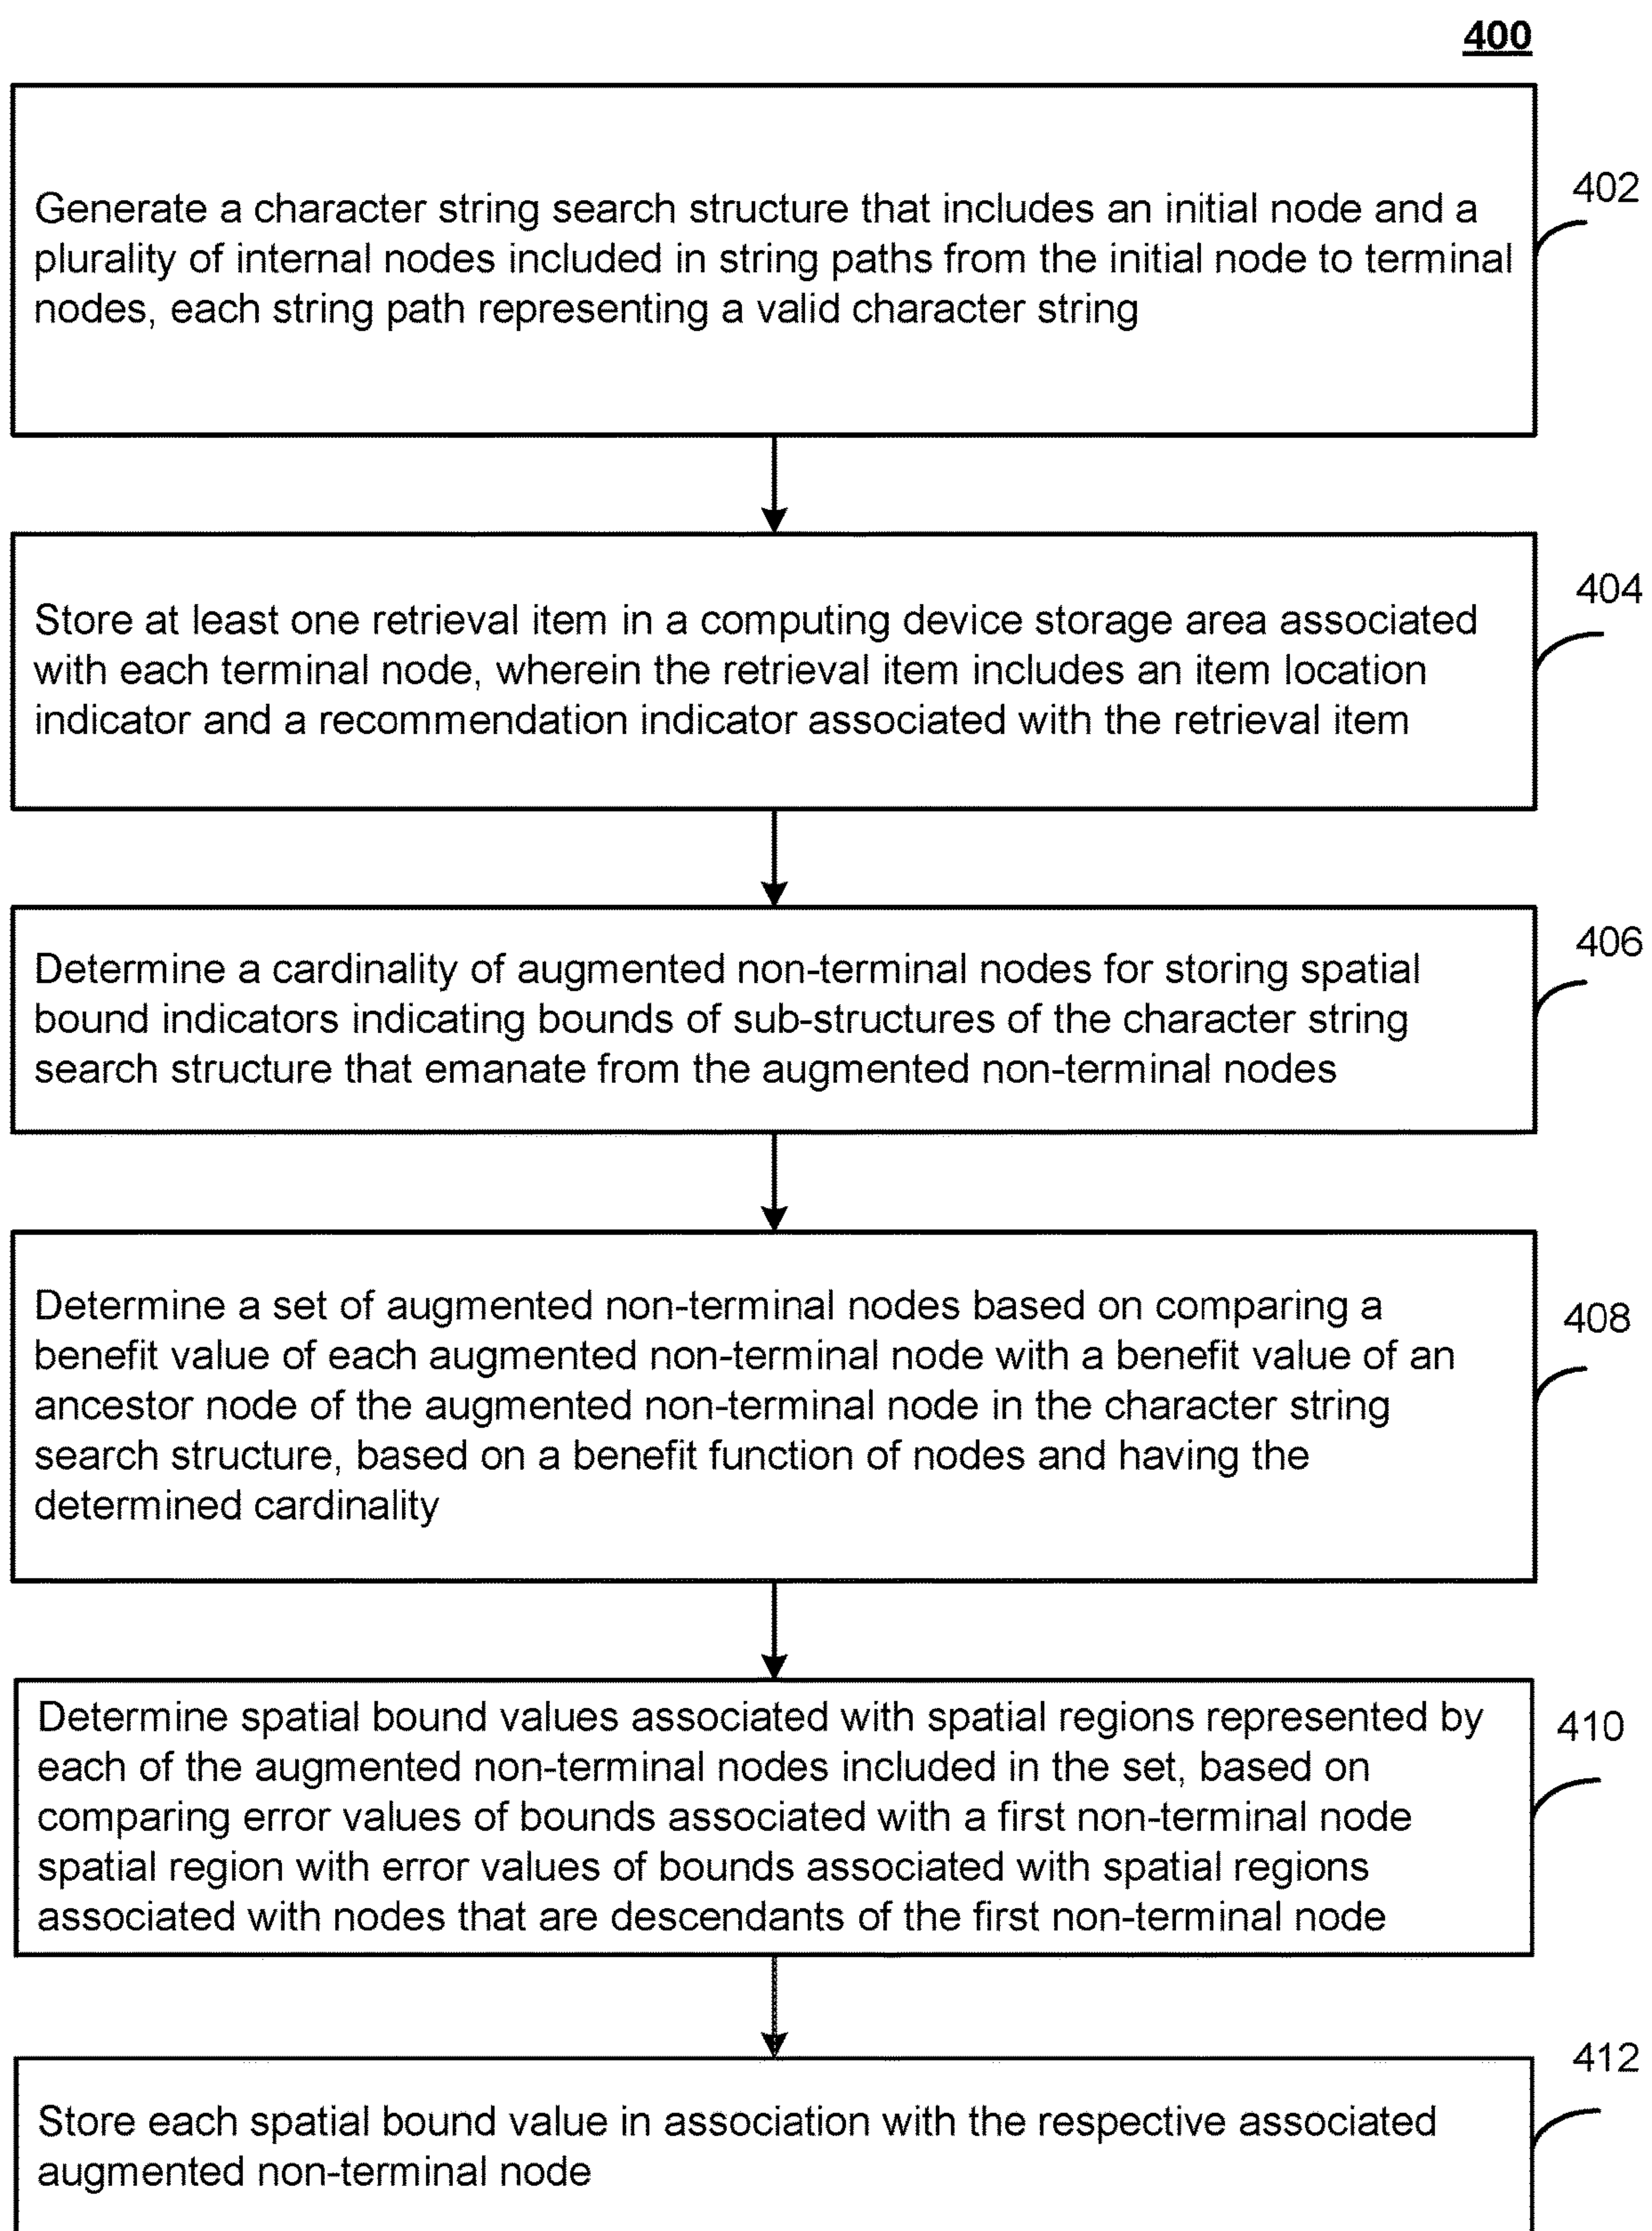 400
Generate a character string search structure that includes an initial node and a
plurality of internal nodes included in string paths from the initial node to terminal
nodes, each string path representing a valid character string
402
Store at least one retrieval item in a computing device storage area associated
with each terminal node, wherein the retrieval item includes an item location
indicator and a recommendation indicator associated with the retrieval item
404
Determine a cardinality of augmented non-terminal nodes for storing spatial
bound indicators indicating bounds of sub-structures of the character string
search structure that emanate from the augmented non-terminal nodes
406
Determine a set of augmented non-terminal nodes based on comparing a
benefit value of each augmented non-terminal node with a benefit value of an
ancestor node of the augmented non-terminal node in the character string
search structure, based on a benefit function of nodes and having the
determined cardinality
408
Determine spatial bound values associated with spatial regions represented by
each of the augmented non-terminal nodes included in the set, based on
comparing error values of bounds associated with a first non-terminal node
spatial region with error values of bounds associated with spatial regions
associated with nodes that are descendants of the first non-terminal node
410
Store each spatial bound value in association with the respective associated
augmented non-terminal node
412